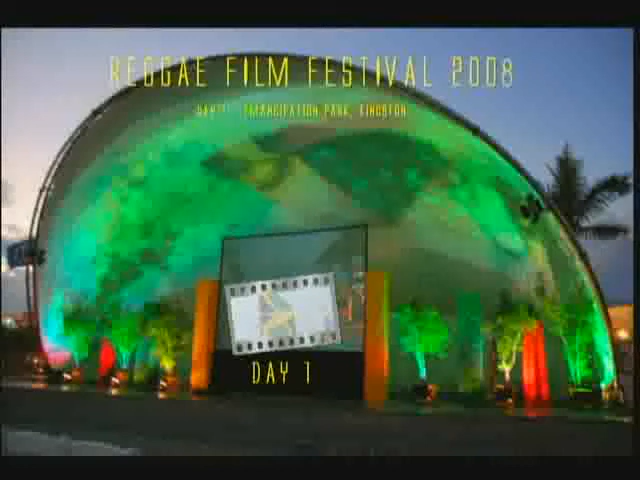 REGGAE FILM FESTIVAL 2008
EMANCIPATION PARK, KINGSTON
DAY 1